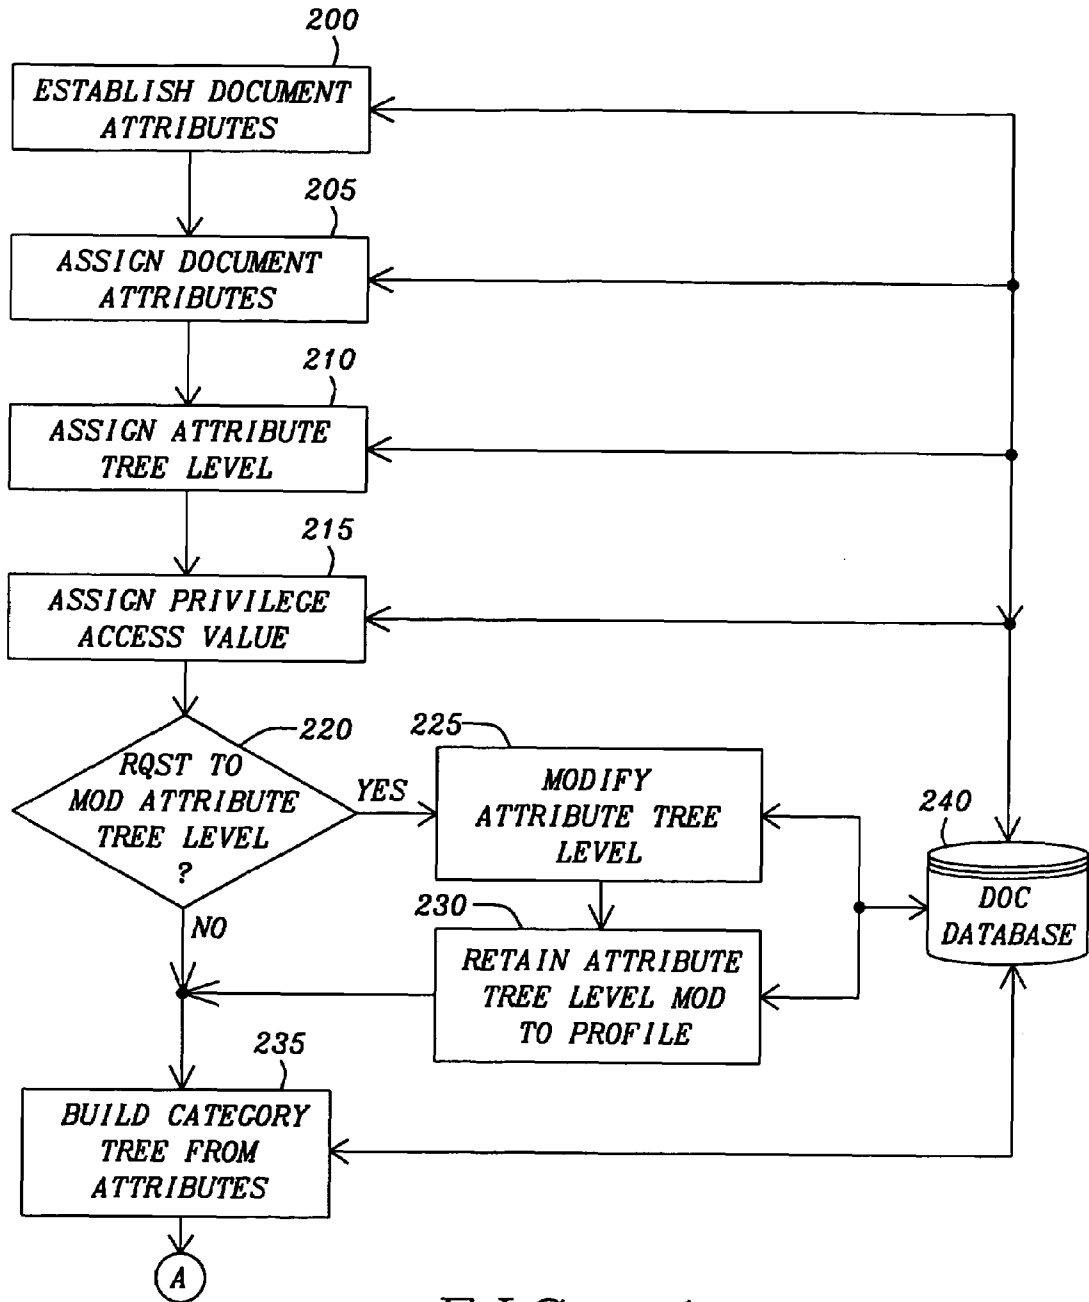 200
ESTABLISH DOCUMENT
ATTRIBUTES
205
ASSIGN DOCUMENT
ATTRIBUTES
210
ASSIGN ATTRIBUTE
TREE LEVEL
215
ASSIGN PRIVILEGE
ACCESS VALUE
220
RQST TO
MOD ATTRIBUTE
TREE LEVEL
?
YES
NO
225
MODIFY
ATTRIBUTE TREE
LEVEL
230
RETAIN ATTRIBUTE
TREE LEVEL MOD
TO PROFILE
240
DOC
DATABASE
235
BUILD CATEGORY
TREE FROM
ATTRIBUTES
A